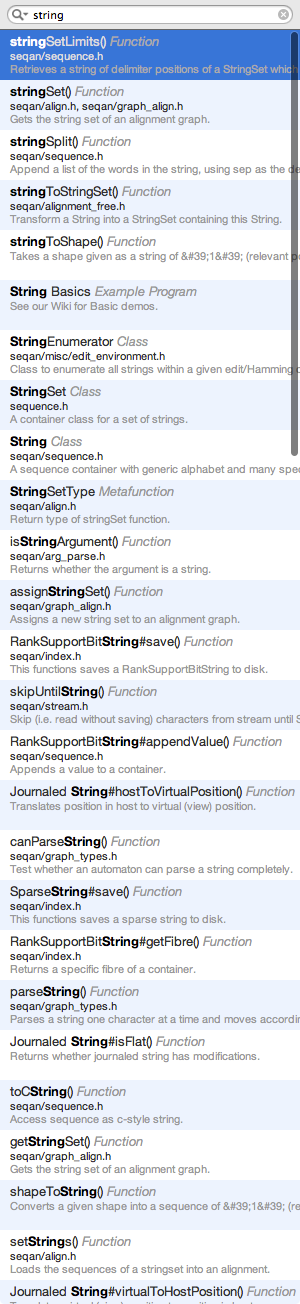 string
stringSetLimits() Function
seqan/sequence.h
Retrieves a string of delimiter positions of a StringSet which
stringSet() Function
seqan/align.h, seqan/graph_align.h
Gets the string set of an alignment graph.
stringSplit() Function
seqan/sequence.h
Append a list of the words in the string, using sep as the de
stringToStringSet() Function
seqan/alignment_free.h
Transform a String into a StringSet containing this String.
stringToShape() Function
Takes a shape given as a string of &#39;1&#39; (relevant po
String Basics Example Program
See our Wiki for Basic demos.
StringEnumerator Class
seqan/misc/edit_environment.h
Class to enumerate all strings within a given edit/Hamming d
StringSet Class
sequence.h
A container class for a set of strings.
String Class
seqan/sequence.h
A sequence container with generic alphabet and many spec
StringSetType Metafunction
seqan/align.h
Return type of stringSet function.
isStringArgument() Function
seqan/arg_parse.h
Returns whether the argument is a string.
assignStringSet() Function
seqan/graph_align.h
Assigns a new string set to an alignment graph.
RankSupportBitString#save() Function
seqan/index.h
This functions saves a RankSupportBitString to disk.
skipUntilString() Function
seqan/stream.h
Skip (i.e. read without saving) characters from stream until S
RankSupportBitString#appendValue() Function
seqan/sequence.h
Appends a value to a container.
Journaled String#hostToVirtualPosition() Function
Translates position in host to virtual (view) position.
canParseString() Function
seqan/graph_types.h
Test whether an automaton can parse a string completely.
SparseString#save() Function
seqan/index.h
This functions saves a sparse string to disk.
RankSupportBitString#getFibre() Function
seqan/index.h
Returns a specific fibre of a container.
parseString() Function
seqan/graph_types.h
Parses a string one character at a time and moves accordin
Journaled String#isFlat() Function
Returns whether journaled string has modifications.
toCString() Function
seqan/sequence.h
Access sequence as c-style string.
getStringSet() Function
seqan/graph_align.h
Gets the string set of an alignment graph.
shapeToString() Function
Converts a given shape into a sequence of &#39;1&#39; (re
setStrings() Function
seqan/align.h
Loads the sequences of a stringset into an alignment.
Journaled String#virtualToHostPosition() Function